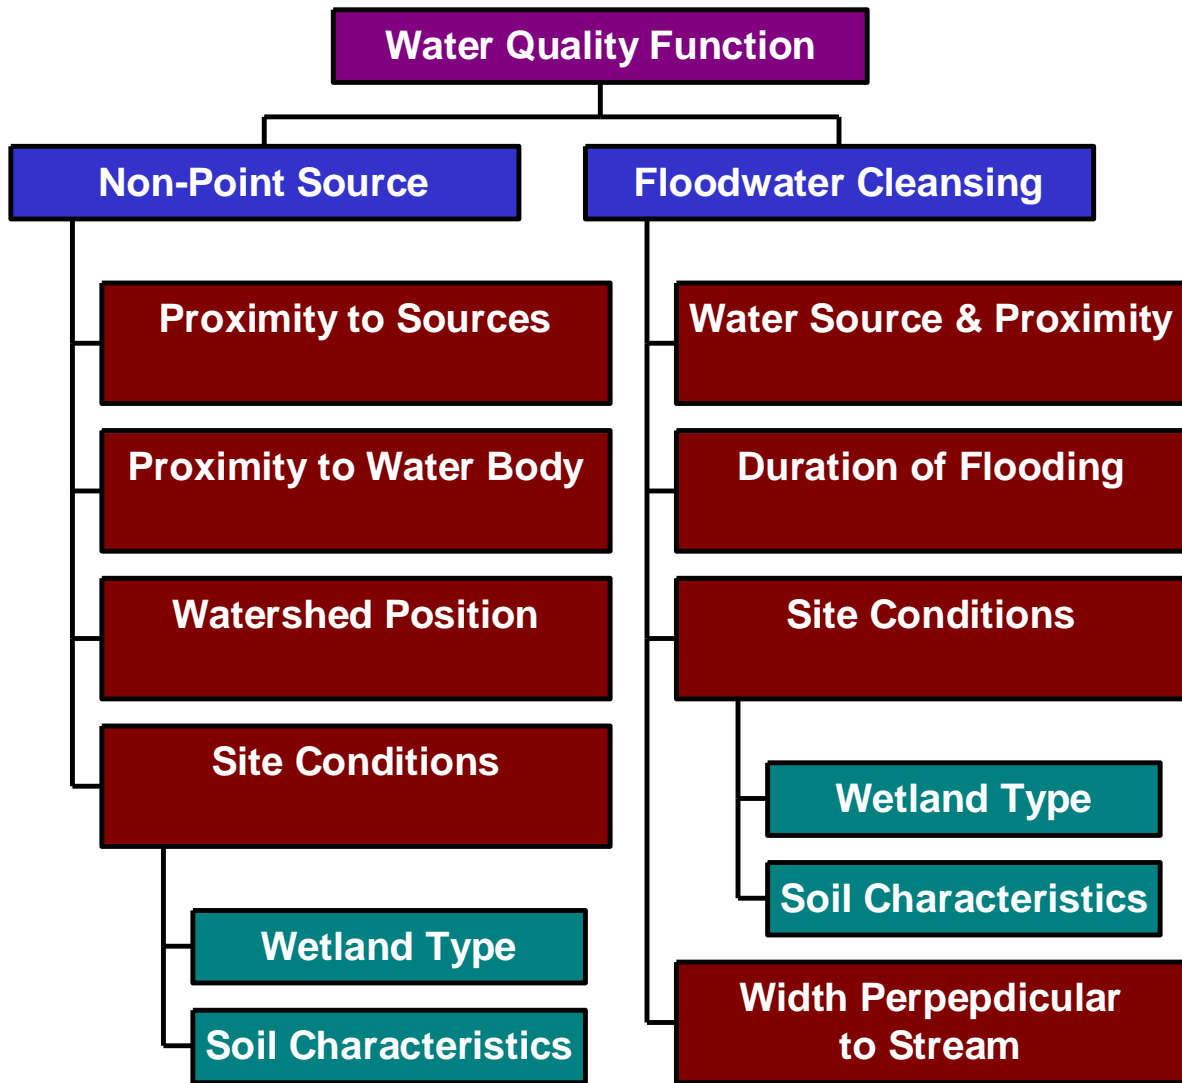 Water Quality Function
Non-Point Source
Proximity to Sources
Proximity to Water Body
Watershed Position
Site Conditions
Wetland Type
Soil Characteristics
Floodwater Cleansing
Water Source & Proximity
Duration of Flooding
Site Conditions
Wetland Type
Soil Characteristics
Width Perpepdicular
to Stream